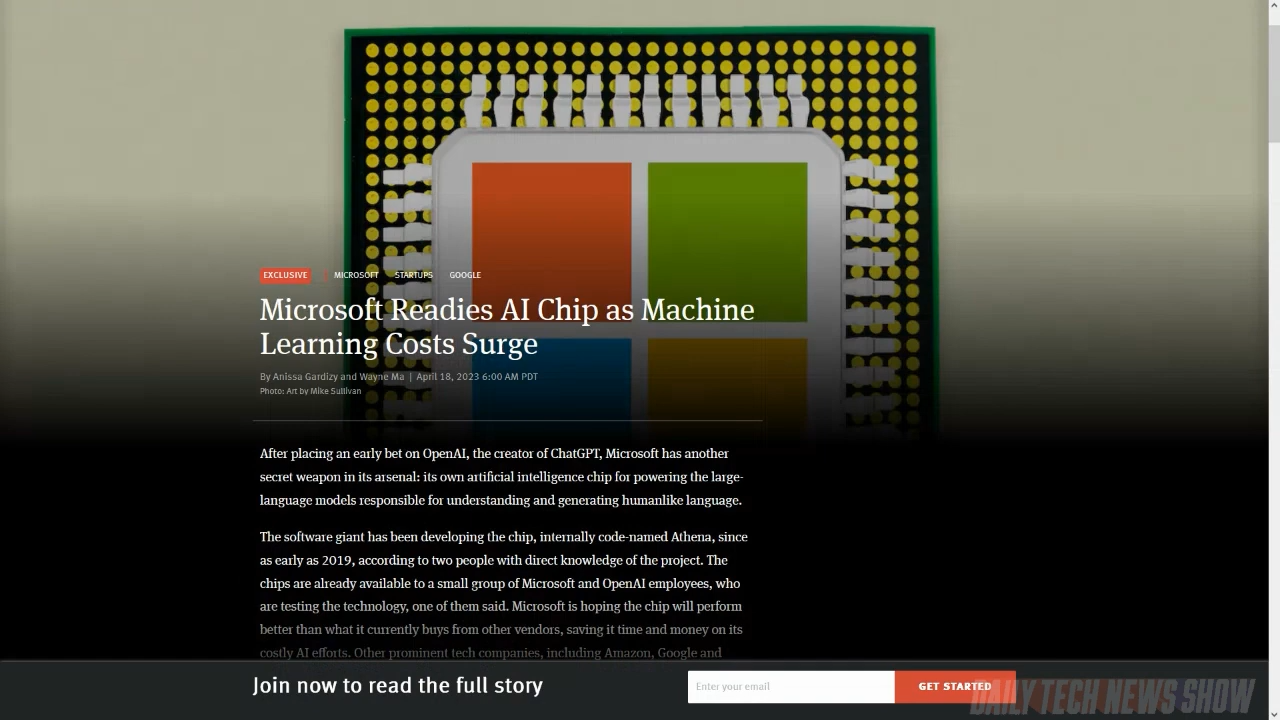 EXCLUSIVE | MICROSOFT STARTUPS GOOGLE
Microsoft Readies AI Chip as Machine
Learning Costs Surge
By Anissa Gardizy and Wayne Ma | April 18, 2023 6:00 AM PDT
Photo: Art by Mike Sullivan
After placing an early bet on OpenAI, the creator of ChatGPT, Microsoft has another
secret weapon in its arsenal: its own artificial intelligence chip for powering the large-
language models responsible for understanding and generating humanlike language.
The software giant has been developing the chip, internally code-named Athena, since
as early as 2019, according to two people with direct knowledge of the project. The
chips are already available to a small group of Microsoft and OpenAI employees, who
are testing the technology, one of them said. Microsoft is hoping the chip will perform
better than what it currently buys from other vendors, saving it time and money on its
costly AI efforts. Other prominent tech companies, including Amazon, Google and
Join now to read the full story
Enter your email
GET STARTED
DAILY TECH NEWS SHOW